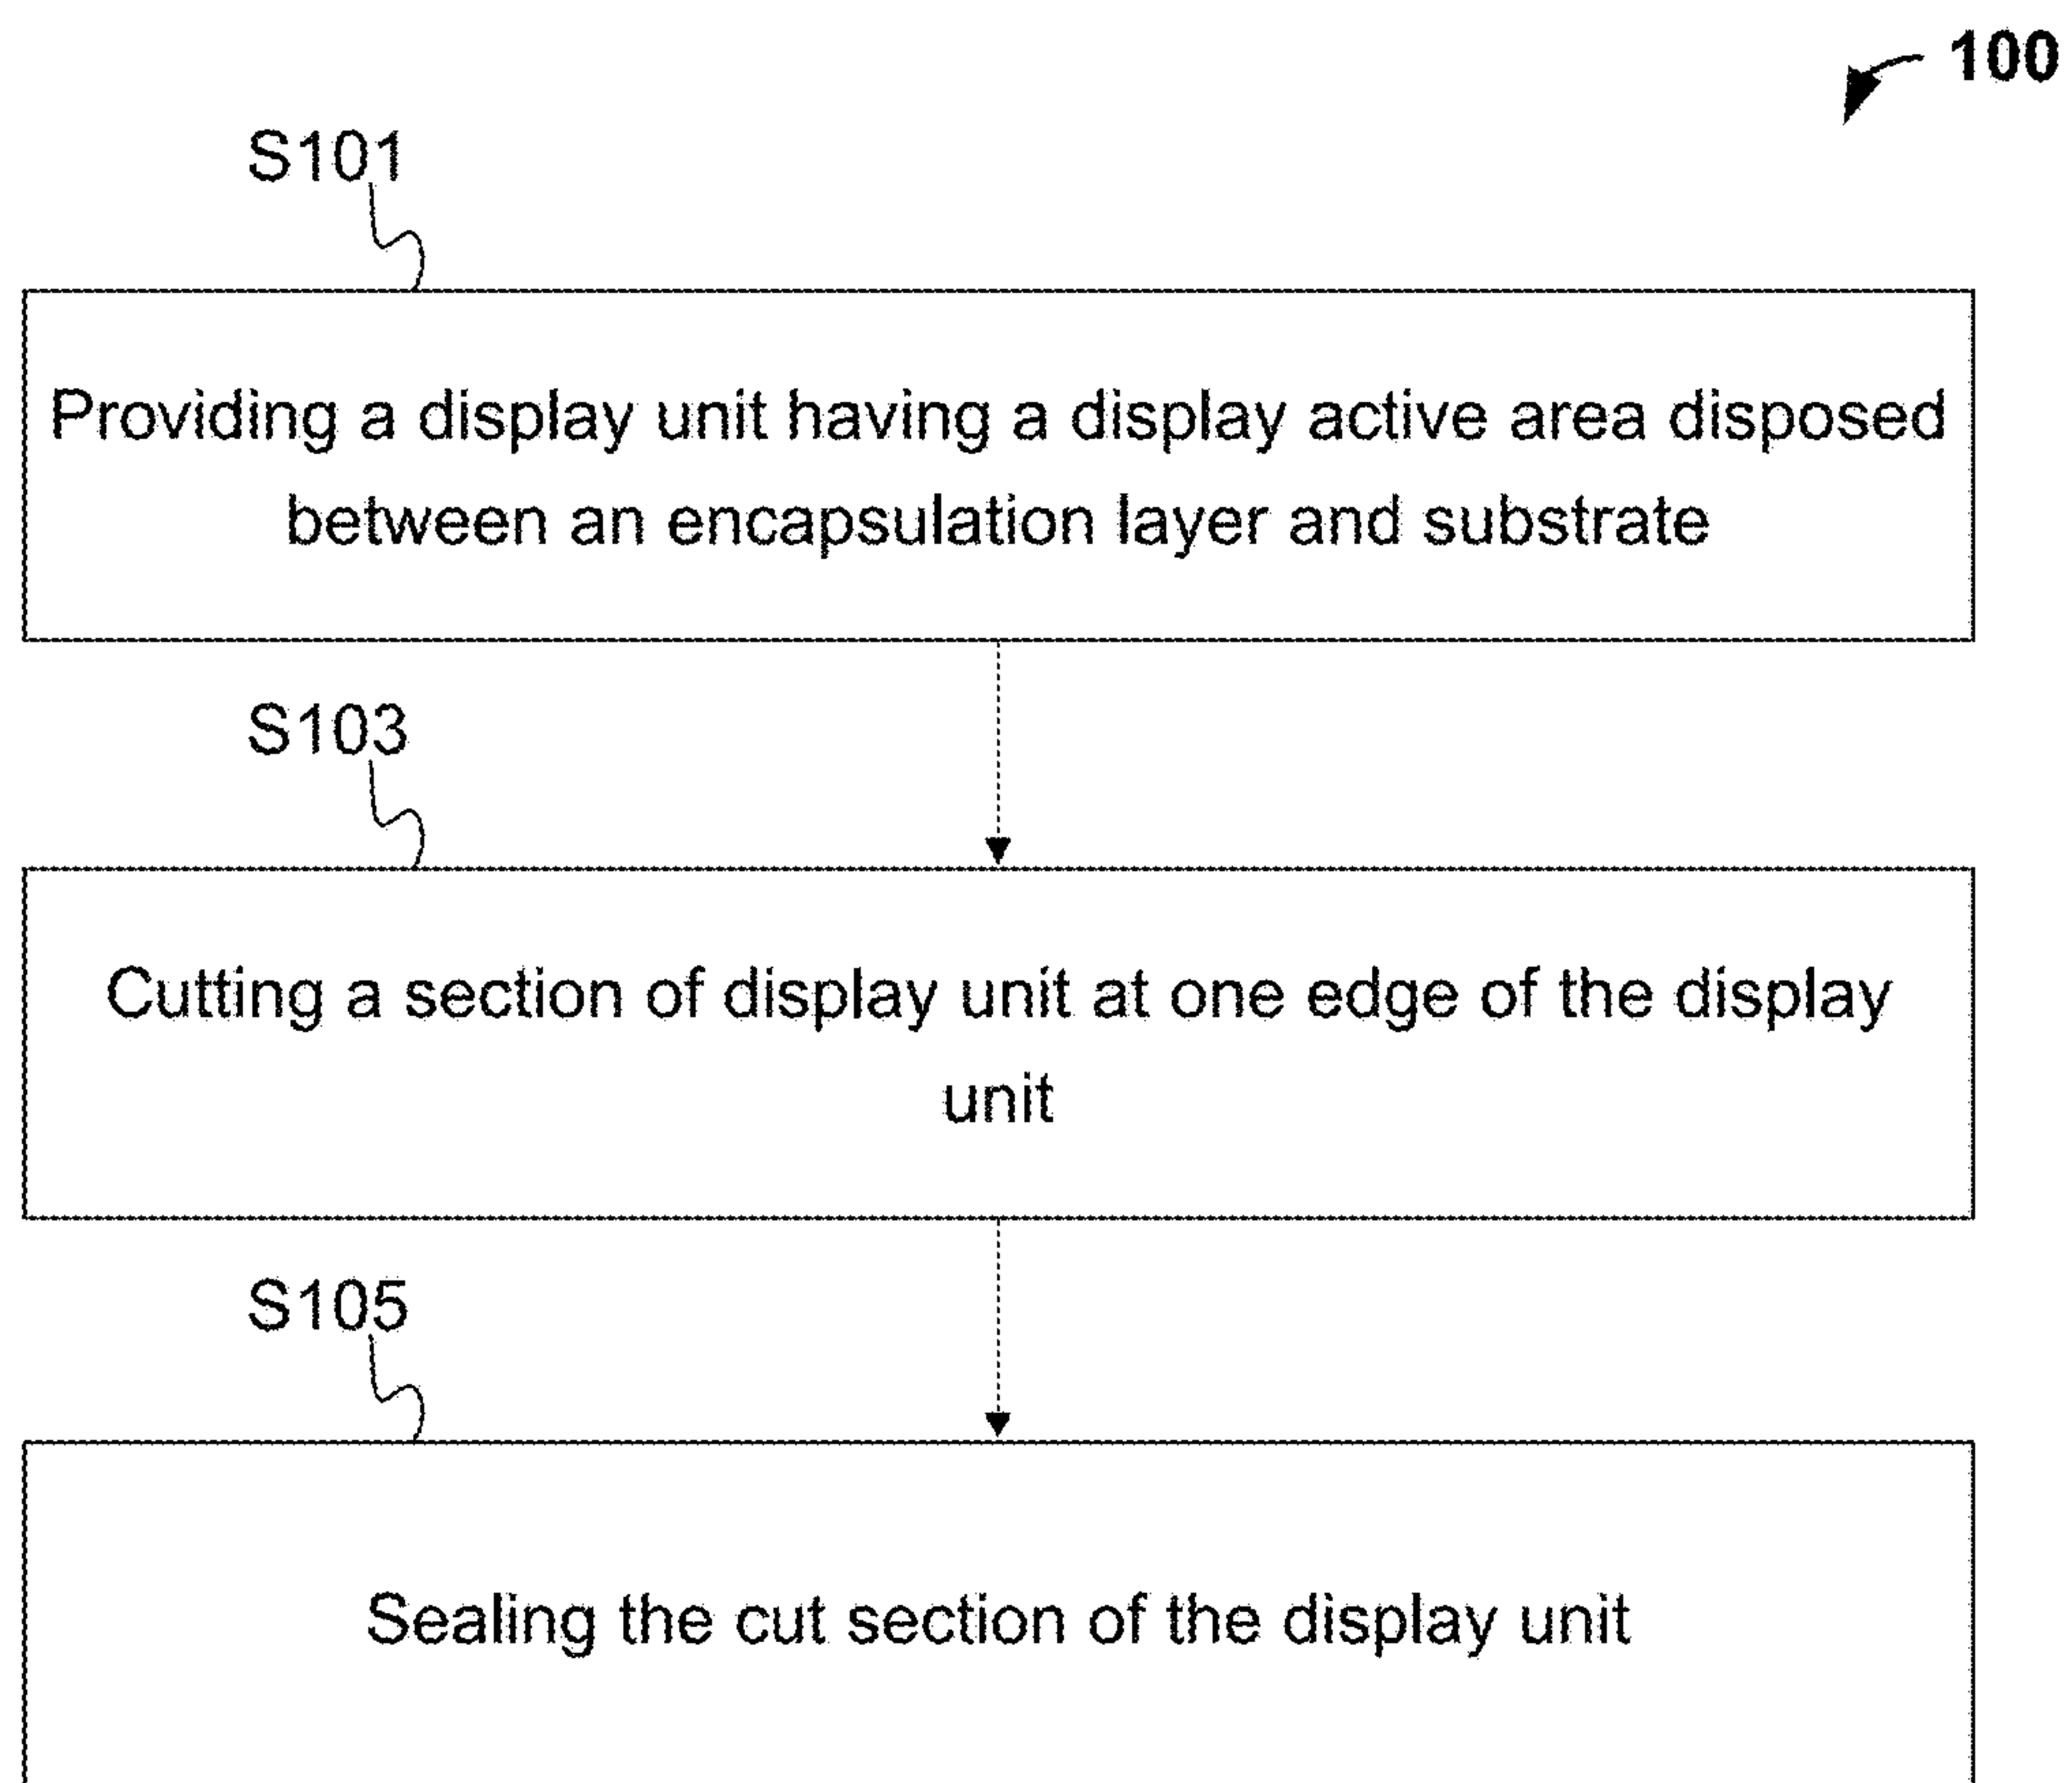 100
S101
Providing a display unit having a display active area disposed
between an encapsulation layer and substrate
S103
Cutting a section of display unit at one edge of the display
unit
S105
Sealing the cut section of the display unit